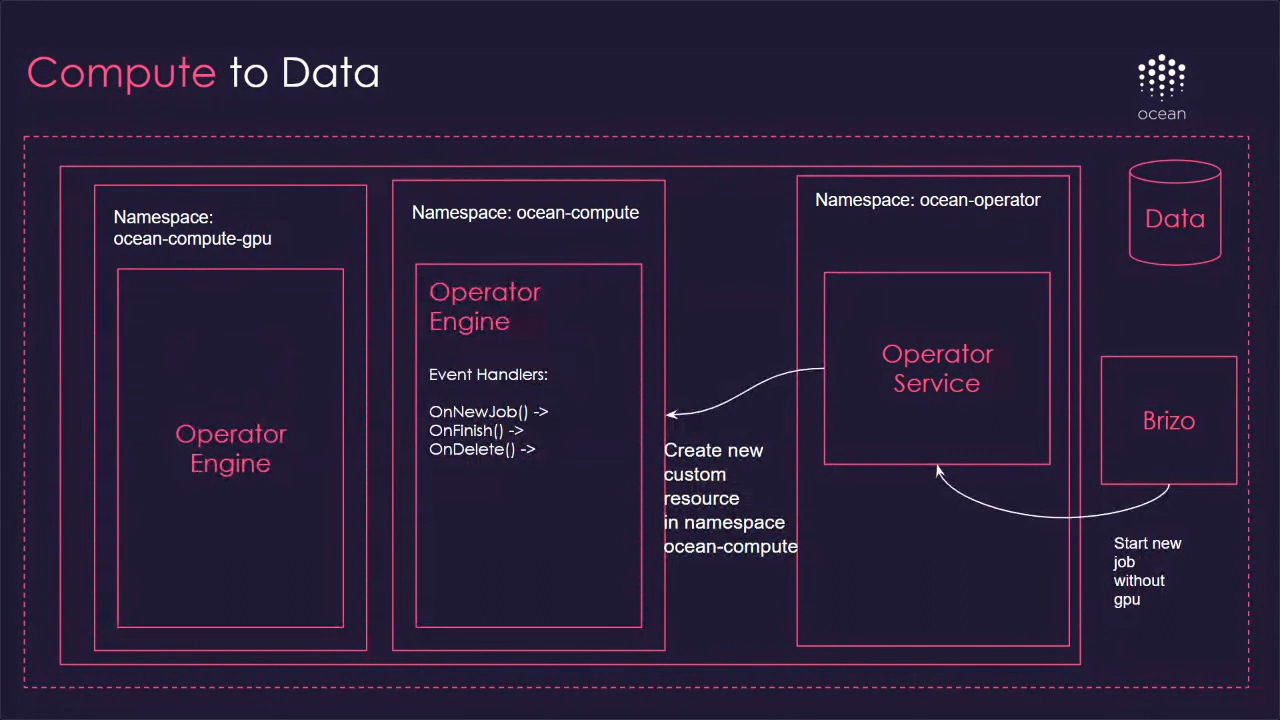 Compute to Data
ocean
Namespace:
ocean-compute-gpu
Operator
Engine
Namespace: ocean-compute
Operator
Engine
Event Handlers:
OnNewJob() ->
OnFinish() ->
OnDelete() ->
Create new
custom
resource
in namespace
ocean-compute
Namespace: ocean-operator
Operator
Service
Data
Brizo
Start new
job
without
gpu